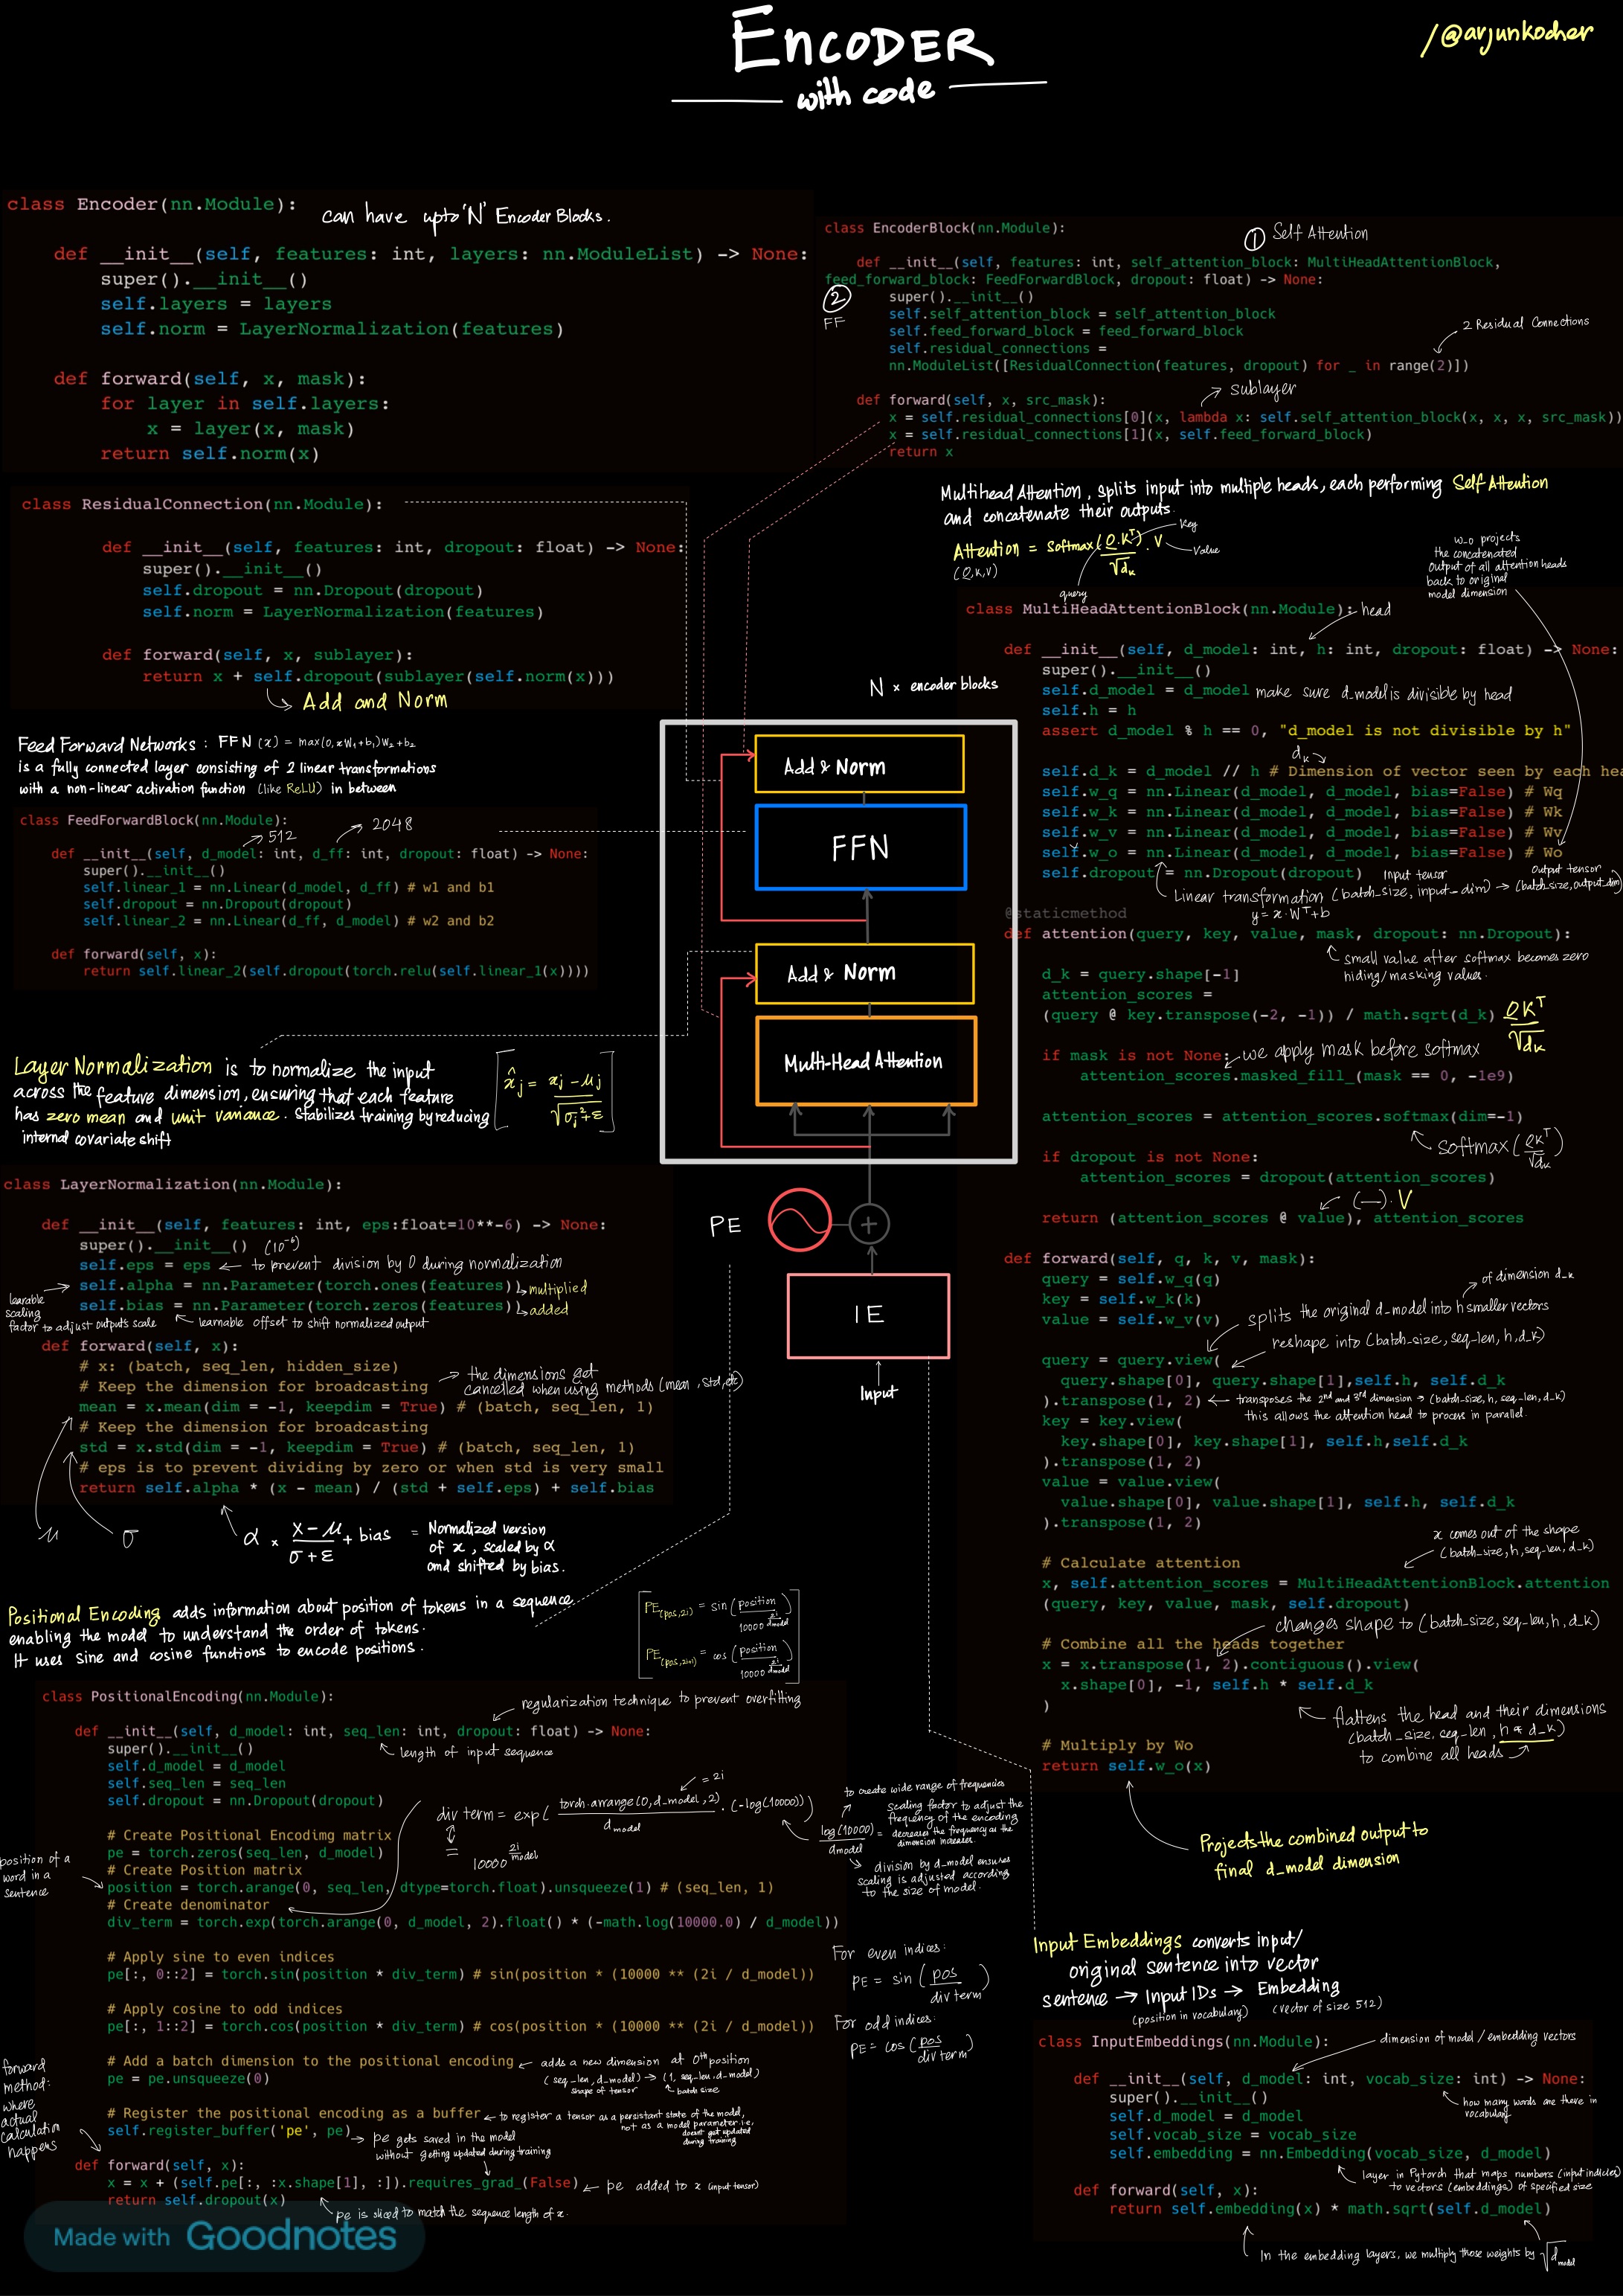 ENCODER
with code
/@arjunkocher
class Encoder(nn.Module):
can have upto 'N' Encoder Blocks.
def __init__(self, features: int, layers: nn.ModuleList) -> None:
super().__init__()
self.layers = layers
self.norm = LayerNormalization(features)
def forward(self, x, mask):
for layer in self.layers:
x = layer(x, mask)
return self.norm(x)
class EncoderBlock(nn.Module):
1 Self Attention
def __init__(self, features: int, self_attention_block: MultiHeadAttentionBlock,
feed_forward_block: FeedForwardBlock, dropout: float) -> None:
2
FF
super().__init__()
self.self_attention_block = self_attention_block
self.feed_forward_block = feed_forward_block
2 Residual Connections
self.residual_connections =
nn.ModuleList([ResidualConnection(features, dropout) for _ in range(2)])
sublayer
def forward(self, x, src_mask):
x = self.residual_connections[0](x, lambda x: self.self_attention_block(x, x, x, src_mask))
x = self.residual_connections[1](x, self.feed_forward_block)
return x
class ResidualConnection(nn.Module):
def __init__(self, features: int, dropout: float) -> None:
super().__init__()
self.dropout = nn.Dropout(dropout)
self.norm = LayerNormalization(features)
def forward(self, x, sublayer):
return x + self.dropout(sublayer(self.norm(x)))
Add and Norm
Feed Forward Networks : FFN (x) = max(0, xW1+b1)W2+b2
is a fully connected layer consisting of 2 linear transformations
with a non-linear activation function (like ReLU) in between
class FeedForwardBlock(nn.Module):
512
2048
def __init__(self, d_model: int, d_ff: int, dropout: float) -> None:
super().__init__()
self.linear_1 = nn.Linear(d_model, d_ff) # w1 and b1
self.dropout = nn.Dropout(dropout)
self.linear_2 = nn.Linear(d_ff, d_model) # w2 and b2
def forward(self, x):
return self.linear_2(self.dropout(torch.relu(self.linear_1(x))))
Layer Normalization is to normalize the input
across the feature dimension, ensuring that each feature
has zero mean and unit variance. Stabilizes training by reducing
internal covariate shift
x̂j = xj - μj / √σj² + ε
class LayerNormalization(nn.Module):
def __init__(self, features: int, eps:float=10**-6) -> None:
super().__init__() (10⁻⁶)
self.eps = eps ← to prevent division by 0 during normalization
self.alpha = nn.Parameter(torch.ones(features)) multiplied
self.bias = nn.Parameter(torch.zeros(features)) added
learable
scaling
factor to adjust outputs scale
learnable offset to shift normalized output
def forward(self, x):
# x: (batch, seq_len, hidden_size)
# Keep the dimension for broadcasting
the dimensions get
cancelled when using methods (mean, std, etc)
mean = x.mean(dim = -1, keepdim = True) # (batch, seq_len, 1)
# Keep the dimension for broadcasting
std = x.std(dim = -1, keepdim = True) # (batch, seq_len, 1)
# eps is to prevent dividing by zero or when std is very small
return self.alpha * (x - mean) / (std + self.eps) + self.bias
μ
σ
α × x - μ / σ + ε + bias = Normalized version
of x, scaled by α
and shifted by bias.
Positional Encoding adds information about position of tokens in a sequence
enabling the model to understand the order of tokens.
It uses sine and cosine functions to encode positions.
PE(pos,2i) = sin (position / 10000 2i/dmodel)
PE(pos,2i+1) = cos (position / 10000 2i/dmodel)
class PositionalEncoding(nn.Module):
regularization technique to prevent overfitting
def __init__(self, d_model: int, seq_len: int, dropout: float) -> None:
super().__init__()
length of input sequence
self.d_model = d_model
self.seq_len = seq_len
self.dropout = nn.Dropout(dropout)
= 2i
div term = exp( torch.arrange(0, d_model, 2) / dmodel . (-log(10000)) )
= 10000 2i/model
# Create Positional Encodimg matrix
pe = torch.zeros(seq_len, d_model)
# Create Position matrix
position of a
word in a
sentence
position = torch.arange(0, seq_len, dtype=torch.float).unsqueeze(1) # (seq_len, 1)
# Create denominator
div_term = torch.exp(torch.arange(0, d_model, 2).float() * (-math.log(10000.0) / d_model))
to create wide range of frequencies
log(10000) / dmodel = scaling factor to adjust the
frequency of the encoding
decreases the frequency as the
dimension increases.
division by d_model ensures
scaling is adjusted according
to the size of model.
# Apply sine to even indices
pe[:, 0::2] = torch.sin(position * div_term) # sin(position * (10000 ** (2i / d_model))
# Apply cosine to odd indices
pe[:, 1::2] = torch.cos(position * div_term) # cos(position * (10000 ** (2i / d_model))
For even indices:
PE = sin (pos / div term)
For odd indices:
PE = cos (pos / div term)
# Add a batch dimension to the positional encoding
adds a new dimension at 0th position
pe = pe.unsqueeze(0)
(seq_len, d_model) → (1, seq_len, d_model)
shape of tensor
batch size
forward
method:
where
actual
calculation
happens
# Register the positional encoding as a buffer
to register a tensor as a persistant state of the model,
not as a model parameter i.e.
doesnt get updated
during training
self.register_buffer('pe', pe)
pe gets saved in the model
without getting updated during training
def forward(self, x):
x = x + (self.pe[:, :x.shape[1], :]).requires_grad_(False) ← pe added to x (input tensor)
return self.dropout(x)
pe is sliced to match the sequence length of x.
Made with Goodnotes
N × encoder blocks
Add & Norm
FFN
Add & Norm
Multi-Head Attention
PE
+
IE
Input
Multihead Attention, splits input into multiple heads, each performing Self Attention
and concatenate their outputs.
Attention = softmax (Q.Kᵀ / √dk) . V
(Q,K,V)
Key
Value
query
w_o projects
the concatenated
output of all attention heads
back to original
model dimension
class MultiHeadAttentionBlock(nn.Module):
head
def __init__(self, d_model: int, h: int, dropout: float) -> None:
super().__init__()
self.d_model = d_model make sure d_model is divisible by head
self.h = h
assert d_model % h == 0, "d_model is not divisible by h"
dk
self.d_k = d_model // h # Dimension of vector seen by each hea
self.w_q = nn.Linear(d_model, d_model, bias=False) # Wq
self.w_k = nn.Linear(d_model, d_model, bias=False) # Wk
self.w_v = nn.Linear(d_model, d_model, bias=False) # Wv
self.w_o = nn.Linear(d_model, d_model, bias=False) # Wo
self.dropout = nn.Dropout(dropout)
Input tensor
Output tensor
Linear transformation (batch_size, input_dim) → (batch_size, output_dim)
y = x . Wᵀ + b
@staticmethod
def attention(query, key, value, mask, dropout: nn.Dropout):
small value after softmax becomes zero
hiding/masking values.
d_k = query.shape[-1]
attention_scores =
(query @ key.transpose(-2, -1)) / math.sqrt(d_k)
QKᵀ / √dk
if mask is not None: we apply mask before softmax
attention_scores.masked_fill_(mask == 0, -1e9)
attention_scores = attention_scores.softmax(dim=-1)
softmax (QKᵀ / √dk)
if dropout is not None:
attention_scores = dropout(attention_scores)
(—) . V
return (attention_scores @ value), attention_scores
def forward(self, q, k, v, mask):
query = self.w_q(q)
key = self.w_k(k)
value = self.w_v(v)
of dimension d_k
splits the original d_model into h smaller vectors
reshape into (batch_size, seq_len, h, d_k)
query = query.view(
query.shape[0], query.shape[1],self.h, self.d_k
).transpose(1, 2) ← transposes the 2nd and 3rd dimension → (batch_size, h, seq_len, d_k)
this allows the attention head to process in parallel.
key = key.view(
key.shape[0], key.shape[1], self.h,self.d_k
).transpose(1, 2)
value = value.view(
value.shape[0], value.shape[1], self.h, self.d_k
).transpose(1, 2)
x comes out of the shape
(batch_size, h, seq_len, d_k)
# Calculate attention
x, self.attention_scores = MultiHeadAttentionBlock.attention
(query, key, value, mask, self.dropout)
changes shape to (batch_size, seq_len, h, d_k)
# Combine all the heads together
x = x.transpose(1, 2).contiguous().view(
x.shape[0], -1, self.h * self.d_k
)
flattens the head and their dimensions
(batch_size, seq_len, h * d_k)
to combine all heads
# Multiply by Wo
return self.w_o(x)
Projects the combined output to
final d_model dimension
Input Embeddings converts input/
original sentence into vector
sentence → Input IDs → Embedding
(position in vocabulary) (vector of size 512)
class InputEmbeddings(nn.Module):
dimension of model / embedding vectors
def __init__(self, d_model: int, vocab_size: int) -> None:
super().__init__()
how many words are there in
vocabulary
self.d_model = d_model
self.vocab_size = vocab_size
self.embedding = nn.Embedding(vocab_size, d_model)
layer in Pytorch that maps numbers (input indicies)
to vectors (embeddings) of specified size
def forward(self, x):
return self.embedding(x) * math.sqrt(self.d_model)
In the embedding layers, we multiply those weights by √dmodel